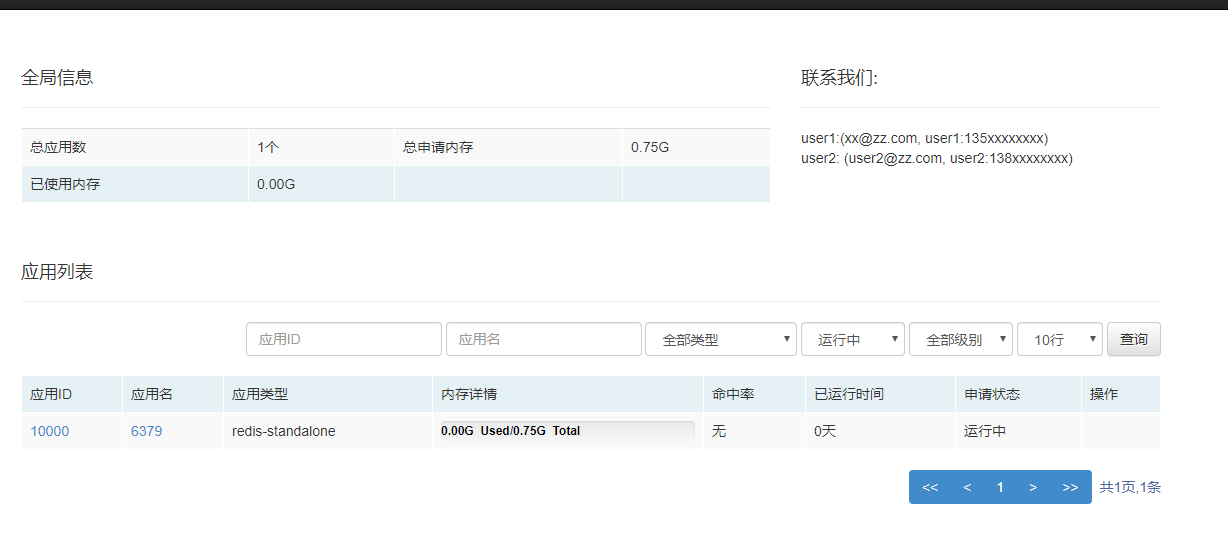 全局信息
联系我们:
总应用数 1个 总申请内存 0.75G
已使用内存 0.00G
user1:(xx@zz.com, user1:135xxxxxxxx)
user2: (user2@zz.com, user2:138xxxxxxxx)
应用列表
应用ID 应用名 全部类型 运行中 全部级别 10行 查询
应用ID 应用名 应用类型 内存详情 命中率 已运行时间 申请状态 操作
10000 6379 redis-standalone 0.00G Used/0.75G Total 无 0天 运行中
<< < 1 > >> 共1页,1条